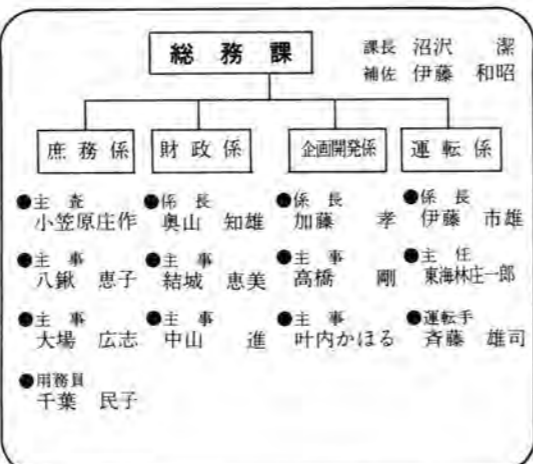 総務課
課長 沼沢 潔
補佐 伊藤 和昭
庶務係 財政係 企画開発係 運転係
●主査 ●係長 ●係長 ●係長
小笠原庄作 奥山 知雄 加藤 孝 伊藤 市雄
●主事 ●主事 ●主事 ●主任
八鍬 恵子 結城 恵美 高橋 剛 東海林庄一郎
●主事 ●主事 ●主事 ●運転手
大場 広志 中山 進 叶内かほる 斉藤 雄司
●用務員
千葉 民子